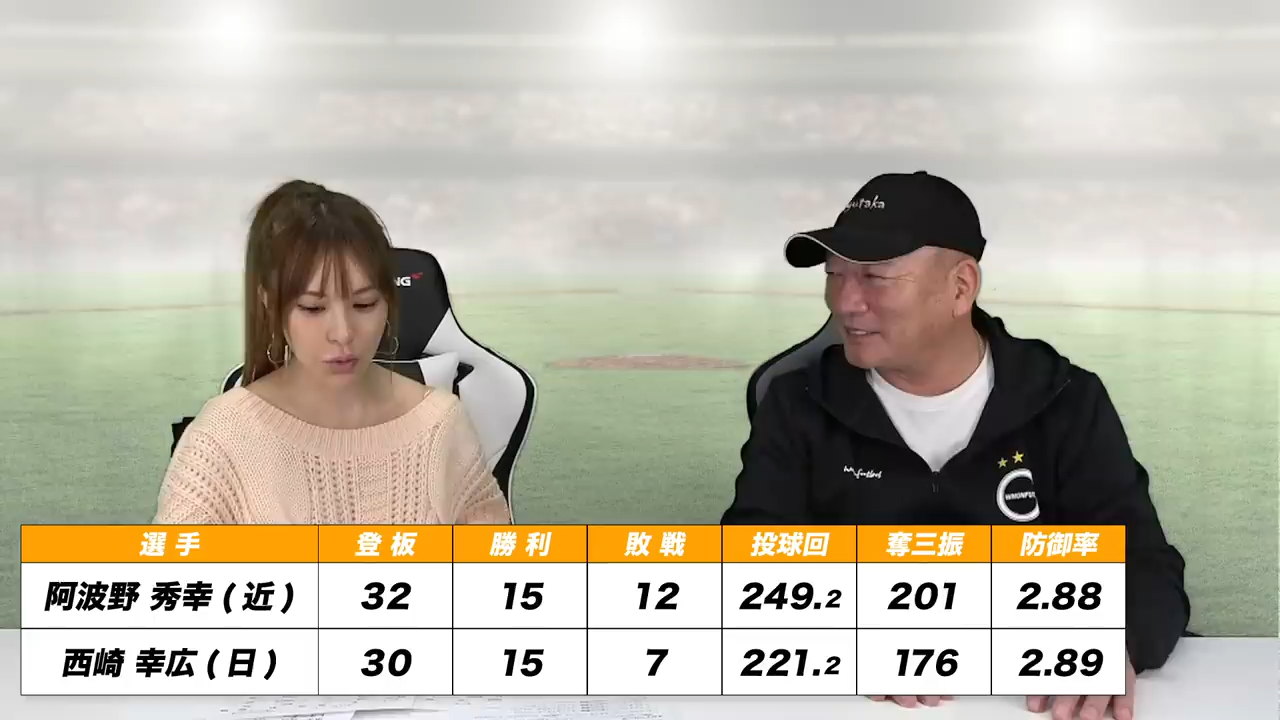 NG
yutaka
選手 登板 勝利 敗戦 投球回 奪三振 防御率
阿波野 秀幸(近) 32 15 12 249.2 201 2.88
西崎 幸広(日) 30 15 7 221.2 176 2.89